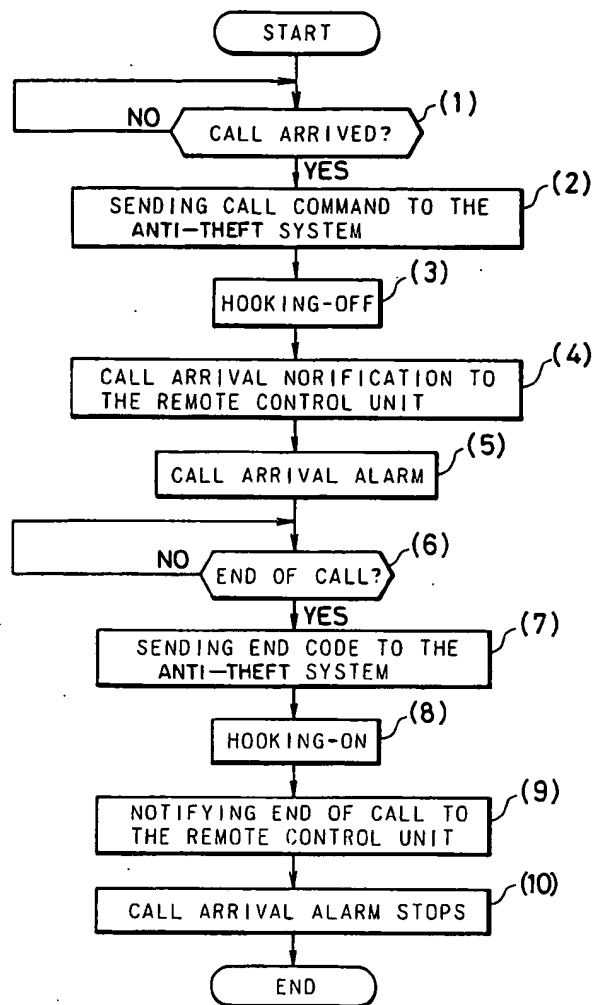 START
(1)
NO
CALL ARRIVED?
YES
(2)
SENDING CALL COMMAND TO THE
ANTI-THEFT SYSTEM
(3)
HOOKING-OFF
(4)
CALL ARRIVAL NORIFICATION TO
THE REMOTE CONTROL UNIT
(5)
CALL ARRIVAL ALARM
(6)
NO
END OF CALL?
YES
(7)
SENDING END CODE TO THE
ANTI-THEFT SYSTEM
(8)
HOOKING-ON
(9)
NOTIFYING END OF CALL TO
THE REMOTE CONTROL UNIT
(10)
CALL ARRIVAL ALARM STOPS
END